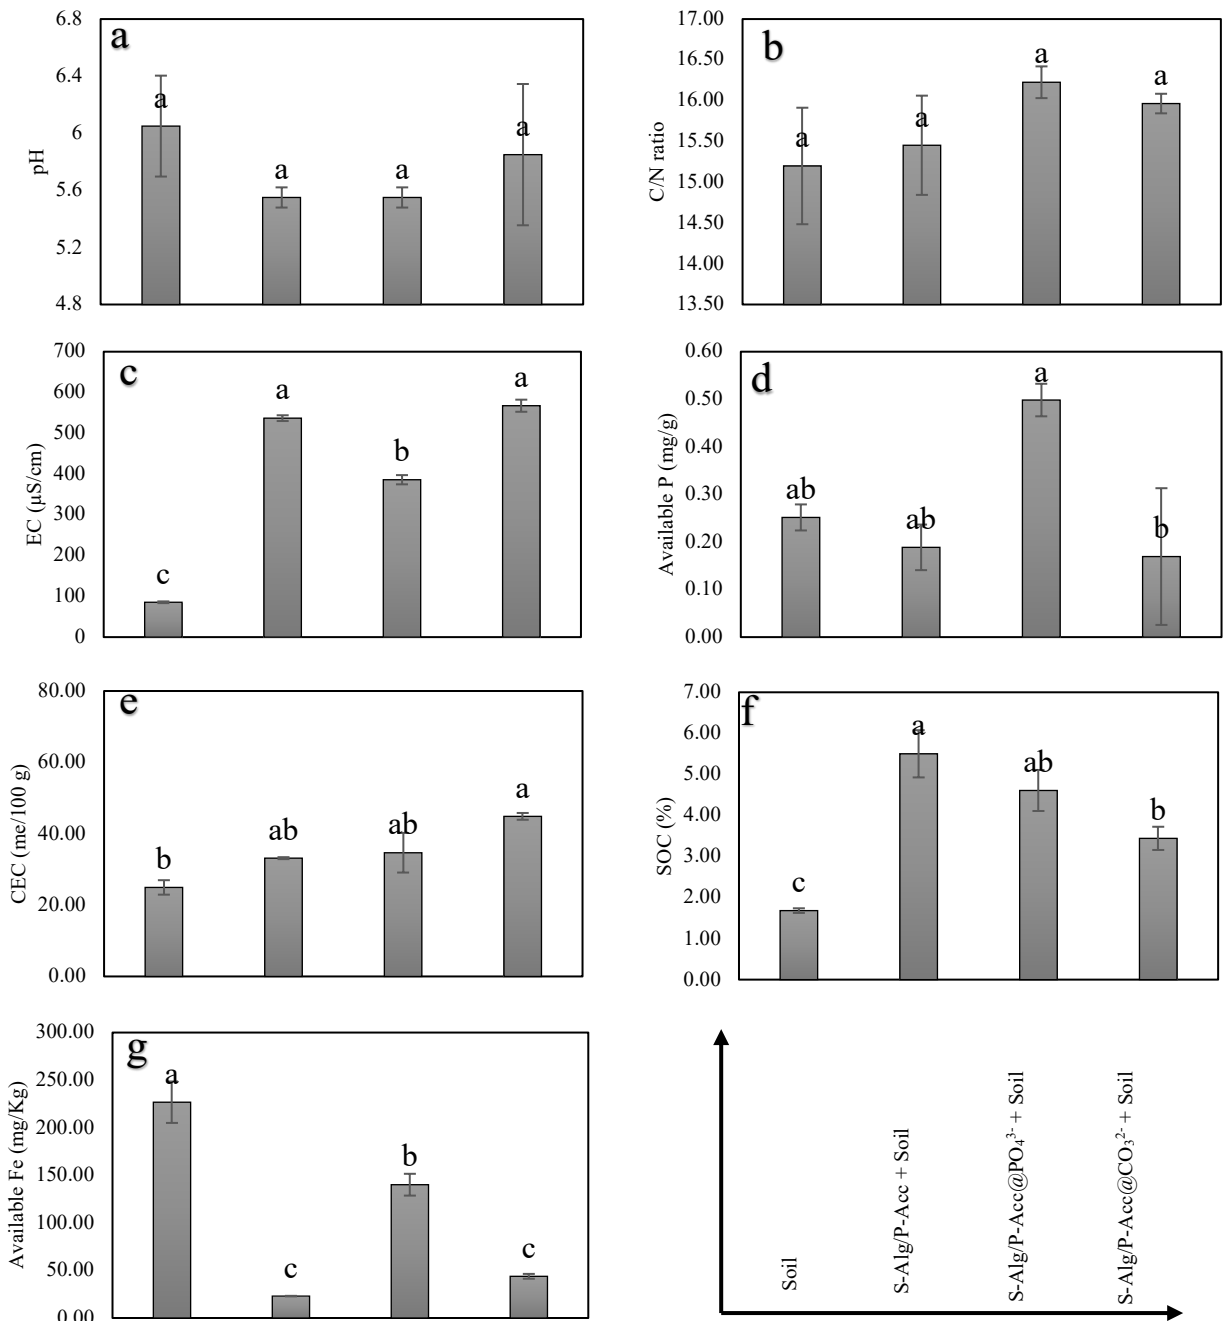 a
pH
6.8
6.4
6
5.6
5.2
4.8
a
a
a
a
b
C/N ratio
17.00
16.50
16.00
15.50
15.00
14.50
14.00
13.50
a
a
a
a
c
EC (µS/cm)
700
600
500
400
300
200
100
0
c
a
b
a
d
Available P (mg/g)
0.60
0.50
0.40
0.30
0.20
0.10
0.00
ab
ab
a
b
e
CEC (me/100 g)
80.00
60.00
40.00
20.00
0.00
b
ab
ab
a
f
SOC (%)
7.00
6.00
5.00
4.00
3.00
2.00
1.00
0.00
c
a
ab
b
g
Available Fe (mg/Kg)
300.00
250.00
200.00
150.00
100.00
50.00
0.00
a
c
b
c
Soil
S-Alg/P-Acc + Soil
S-Alg/P-Acc@PO₄³⁻ + Soil
S-Alg/P-Acc@CO₃²⁻ + Soil